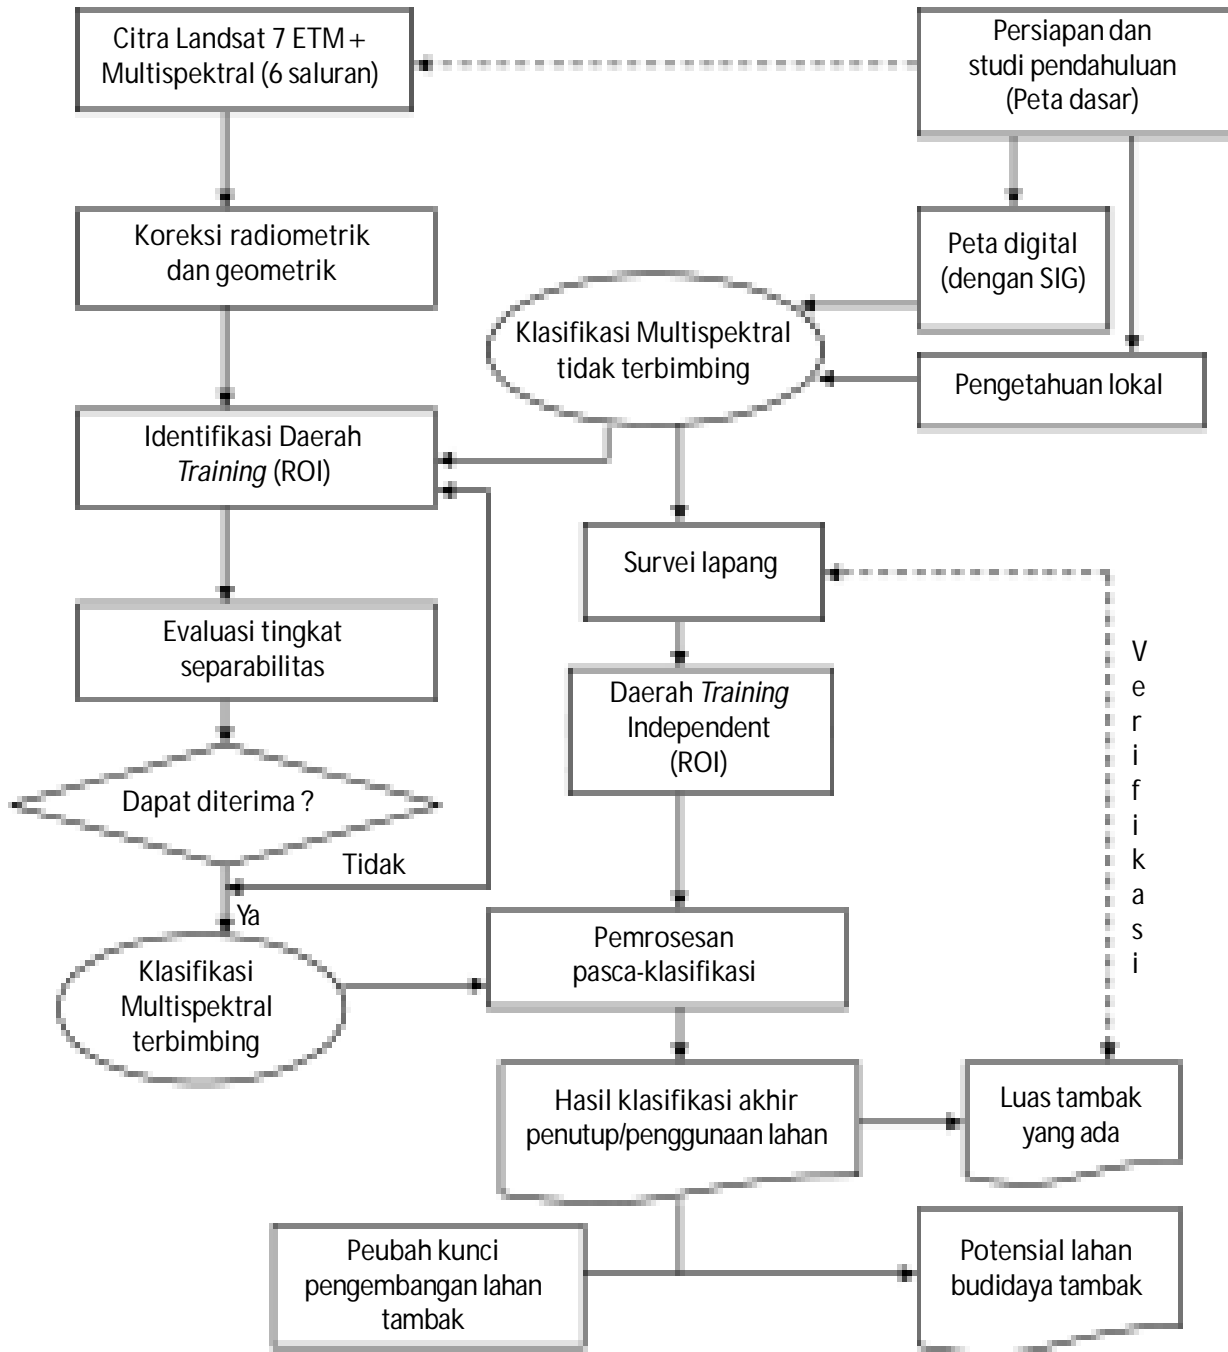 Citra Landsat 7 ETM +
Multispektral (6 saluran)
Persiapan dan
studi pendahuluan
(Peta dasar)
Koreksi radiometrik
dan geometrik
Peta digital
(dengan SIG)
Klasifikasi Multispektral
tidak terbimbing
Pengetahuan lokal
Identifikasi Daerah
Training (ROI)
Survei lapang
Evaluasi tingkat
separabilitas
Daerah Training
Independent
(ROI)
Verifikasi
Dapat diterima ?
Tidak
Ya
Klasifikasi
Multispektral
terbimbing
Pemrosesan
pasca-klasifikasi
Hasil klasifikasi akhir
penutup/penggunaan lahan
Luas tambak
yang ada
Peubah kunci
pengembangan lahan
tambak
Potensial lahan
budidaya tambak